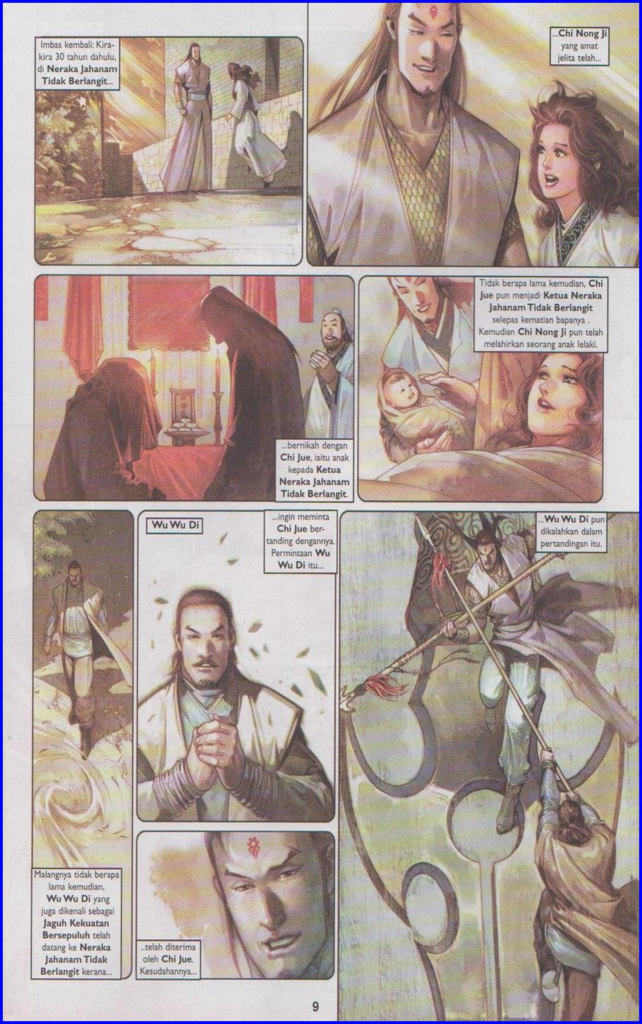 Imbas kembali: Kira-
kira 30 tahun dahulu,
di Neraka Jahanam
Tidak Berlangit...
...Chi Nong Ji
yang amat
jelita telah...
...bernikah dengan
Chi Jue, iaitu anak
kepada Ketua
Neraka Jahanam
Tidak Berlangit.
Tidak berapa lama kemudian, Chi
Jue pun menjadi Ketua Neraka
Jahanam Tidak Berlangit
selepas kematian bapanya .
Kemudian Chi Nong Ji pun telah
melahirkan seorang anak lelaki.
Malangnya tidak berapa
lama kemudian,
Wu Wu Di yang
juga dikenali sebagai
Jaguh Kekuatan
Bersepuluh telah
datang ke Neraka
Jahanam Tidak
Berlangit kerana...
Wu Wu Di
...ingin meminta
Chi Jue ber-
tanding dengannya.
Permintaan Wu
Wu Di itu...
..telah diterima
oleh Chi Jue.
Kesudahannya...
...Wu Wu Di pun
dikalahkan dalam
pertandingan itu.
9